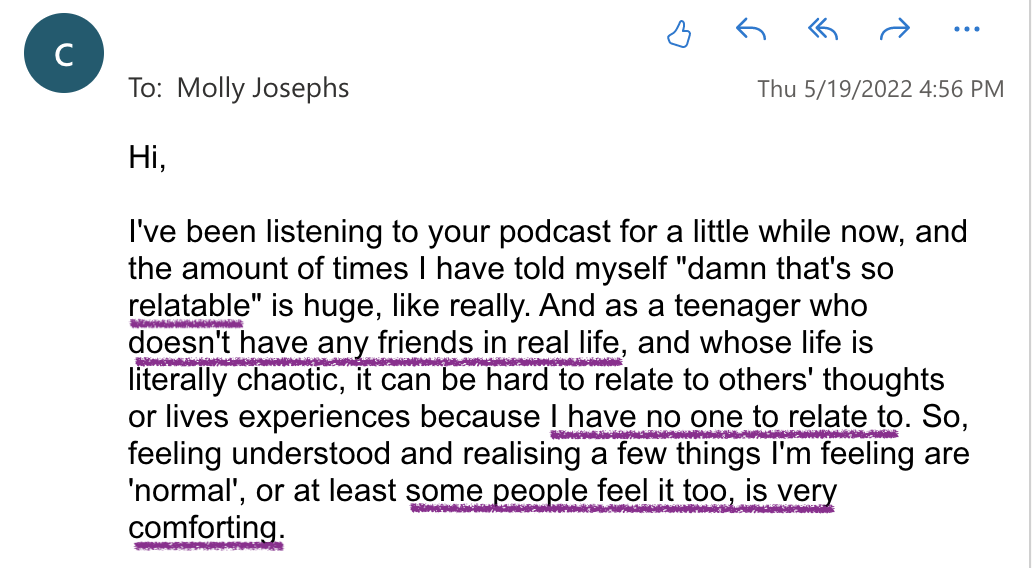 C
To: Molly Josephs
Thu 5/19/2022 4:56 PM
Hi,
I've been listening to your podcast for a little while now, and
the amount of times I have told myself "damn that's so
relatable" is huge, like really. And as a teenager who
doesn't have any friends in real life, and whose life is
literally chaotic, it can be hard to relate to others' thoughts
or lives experiences because I have no one to relate to. So,
feeling understood and realising a few things I'm feeling are
'normal', or at least some people feel it too, is very
comforting.